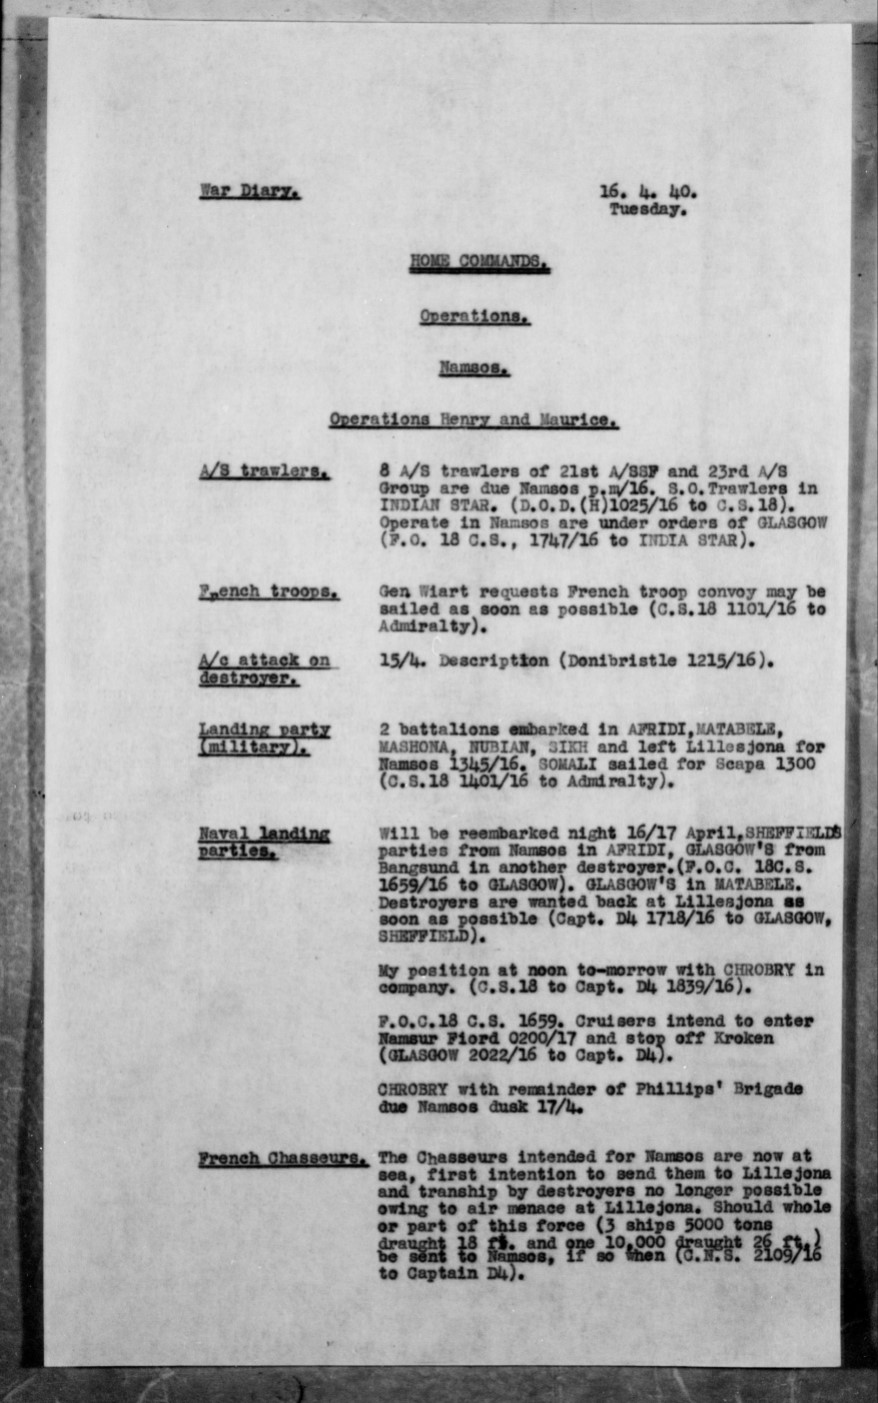 War Diary.
16. 4. 40.
Tuesday.
HOME COMMANDS.
Operations.
Namsos.
Operations Henry and Maurice.
A/S trawlers.
8 A/S trawlers of 21st A/SSF and 23rd A/S
Group are due Namsos p.m/16. S.O.Trawlers in
INDIAN STAR. (D.O.D.(H)1025/16 to C.S.18).
Operate in Namsos are under orders of GLASGOW
(F.O. 18 C.S., 1747/16 to INDIA STAR).
French troops.
Gen Wiart requests French troop convoy may be
sailed as soon as possible (C.S.18 1101/16 to
Admiralty).
A/c attack on
destroyer.
15/4. Description (Donibristle 1215/16).
Landing party
(military).
2 battalions embarked in AFRIDI,MATABELE,
MASHONA, NUBIAN, SIKH and left Lillesjona for
Namsos 1345/16. SOMALI sailed for Scapa 1300
(C.S.18 1401/16 to Admiralty).
Naval landing
parties.
Will be reembarked night 16/17 April,SHEFFIELDS
parties from Namsos in AFRIDI, GLASGOW'S from
Bangsund in another destroyer.(F.O.C. 18C.S.
1659/16 to GLASGOW). GLASGOW'S in MATABELE.
Destroyers are wanted back at Lillesjona as
soon as possible (Capt. D4 1718/16 to GLASGOW,
SHEFFIELD).
My position at noon to-morrow with CHROBRY in
company. (C.S.18 to Capt. D4 1839/16).
F.O.C.18 C.S. 1659. Cruisers intend to enter
Namsur Fiord 0200/17 and stop off Kroken
(GLASGOW 2022/16 to Capt. D4).
CHROBRY with remainder of Phillips' Brigade
due Namsos dusk 17/4.
French Chasseurs.
The Chasseurs intended for Namsos are now at
sea, first intention to send them to Lillejona
and tranship by destroyers no longer possible
owing to air menace at Lillejona. Should whole
or part of this force (3 ships 5000 tons
draught 18 ft. and one 10,000 draught 26 ft.)
be sent to Namsos, if so when (C.N.S. 2109/16
to Captain D4).